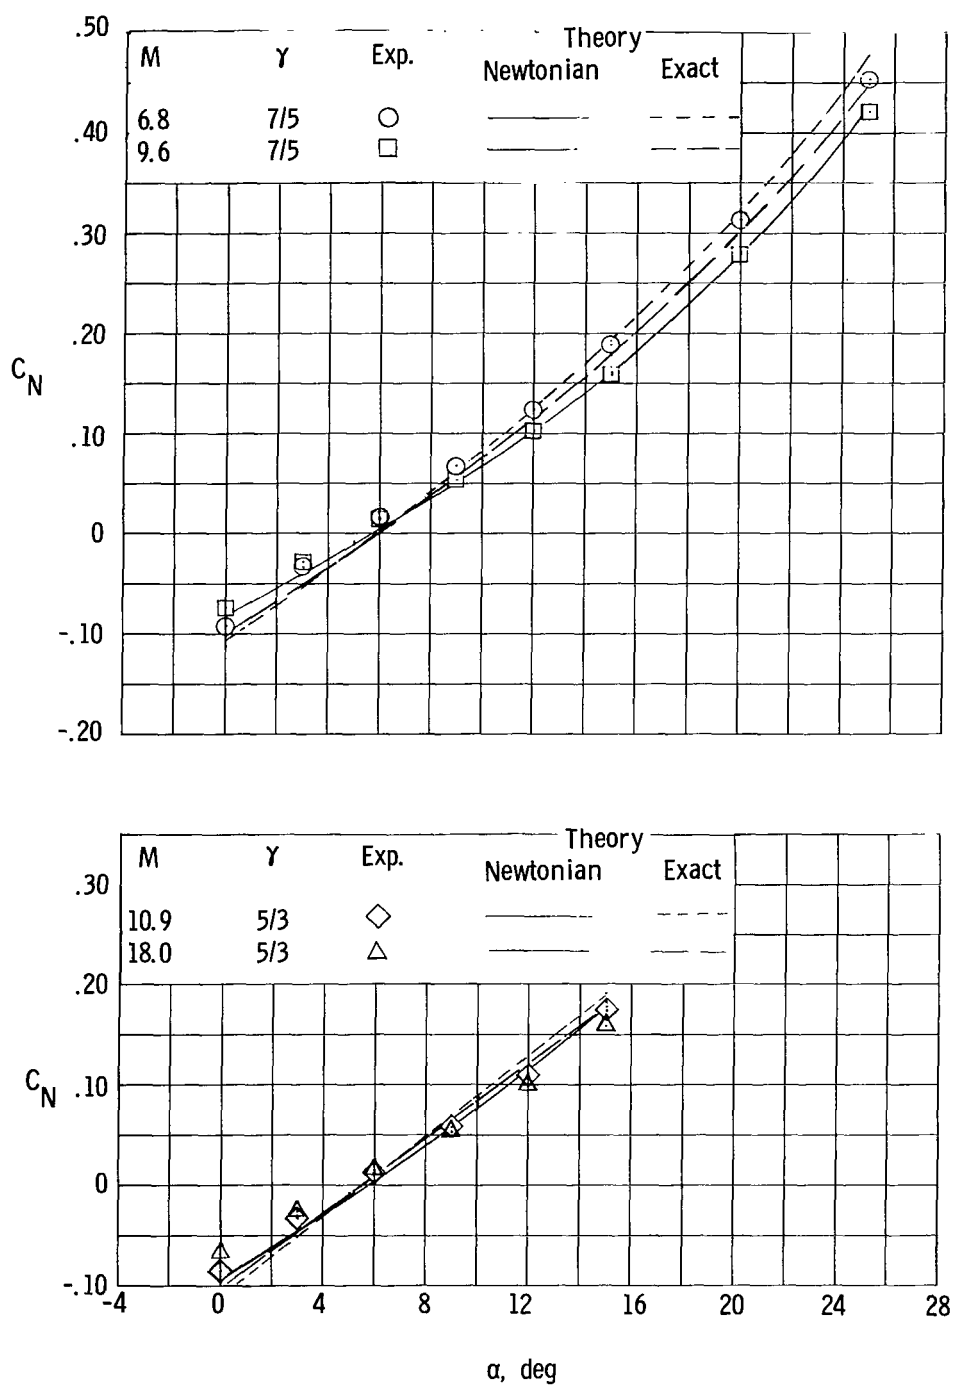 .50
Theory
M γ Exp. Newtonian Exact
6.8 7/5
9.6 7/5
.40
.30
.20
C_N
.10
0
-.10
-.20
Theory
M γ Exp. Newtonian Exact
.30
10.9 5/3
18.0 5/3
.20
C_N
.10
0
-.10
-4 0 4 8 12 16 20 24 28
α, deg